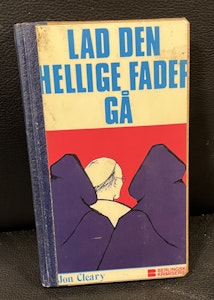 LAD DEN
HELLIGE FADER
GÅ
Jon Cleary
BERLINGSKE
KRIMISERIE